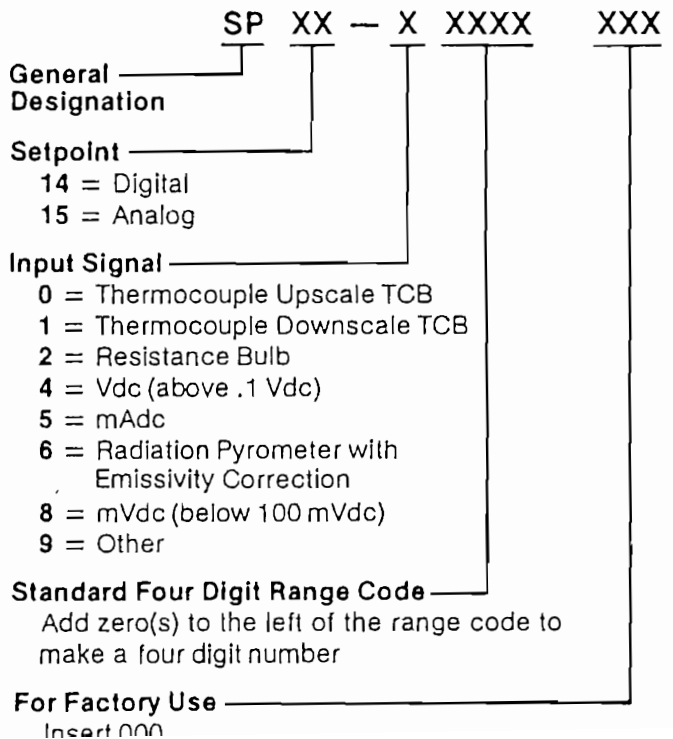 SP XX — X XXXX XXX
General
Designation
Setpoint
14 = Digital
15 = Analog
Input Signal
0 = Thermocouple Upscale TCB
1 = Thermocouple Downscale TCB
2 = Resistance Bulb
4 = Vdc (above .1 Vdc)
5 = mAdc
6 = Radiation Pyrometer with
Emissivity Correction
8 = mVdc (below 100 mVdc)
9 = Other
Standard Four Digit Range Code
Add zero(s) to the left of the range code to
make a four digit number
For Factory Use
Insert 000